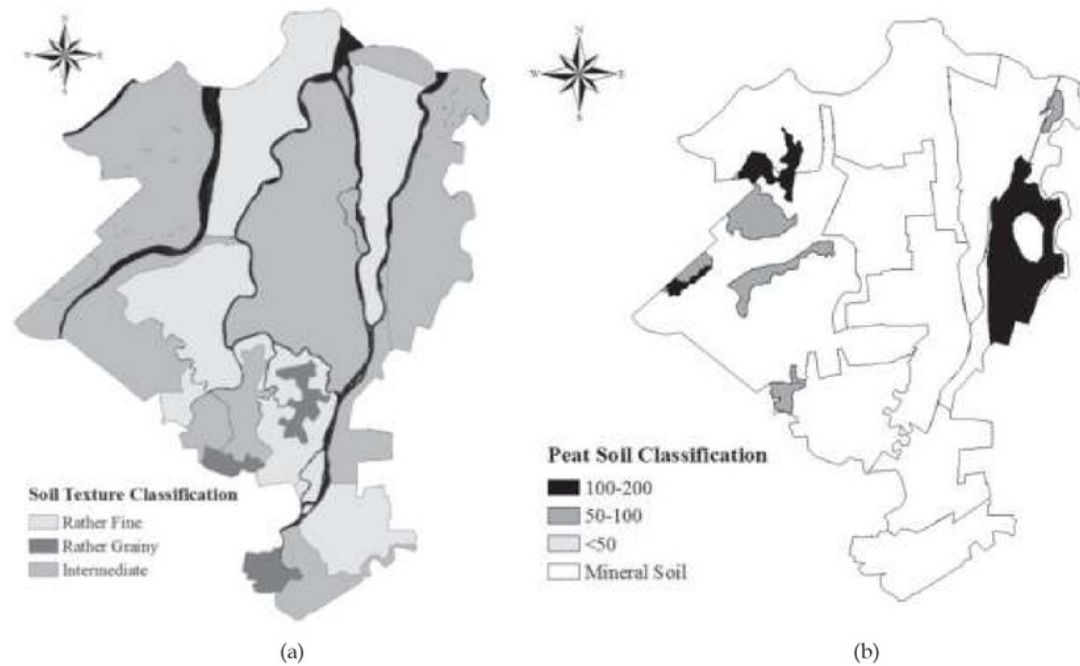 N
W E
S
N
W E
S
Soil Texture Classification
Rather Fine
Rather Grainy
Intermediate
Peat Soil Classification
100-200
50-100
<50
Mineral Soil
(a)
(b)